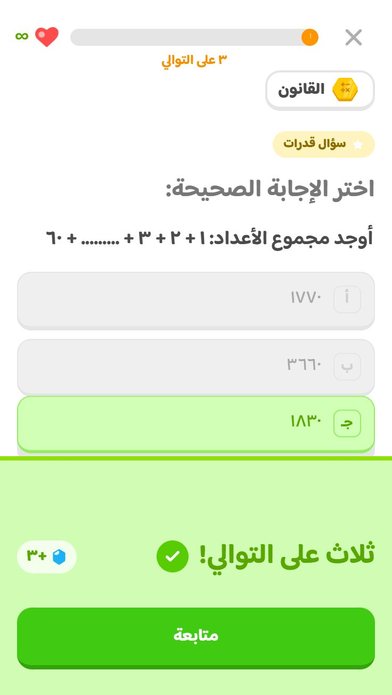 ∞
٣ على التوالي
القانون
سؤال قدرات
اختر الإجابة الصحيحة:
أوجد مجموع الأعداد: ١ + ٢ + ٣ + ......... + ٦٠
أ ١٧٧٠
ب ٣٦٦٠
جـ ١٨٣٠
ثلاث على التوالي!
+٣
متابعة